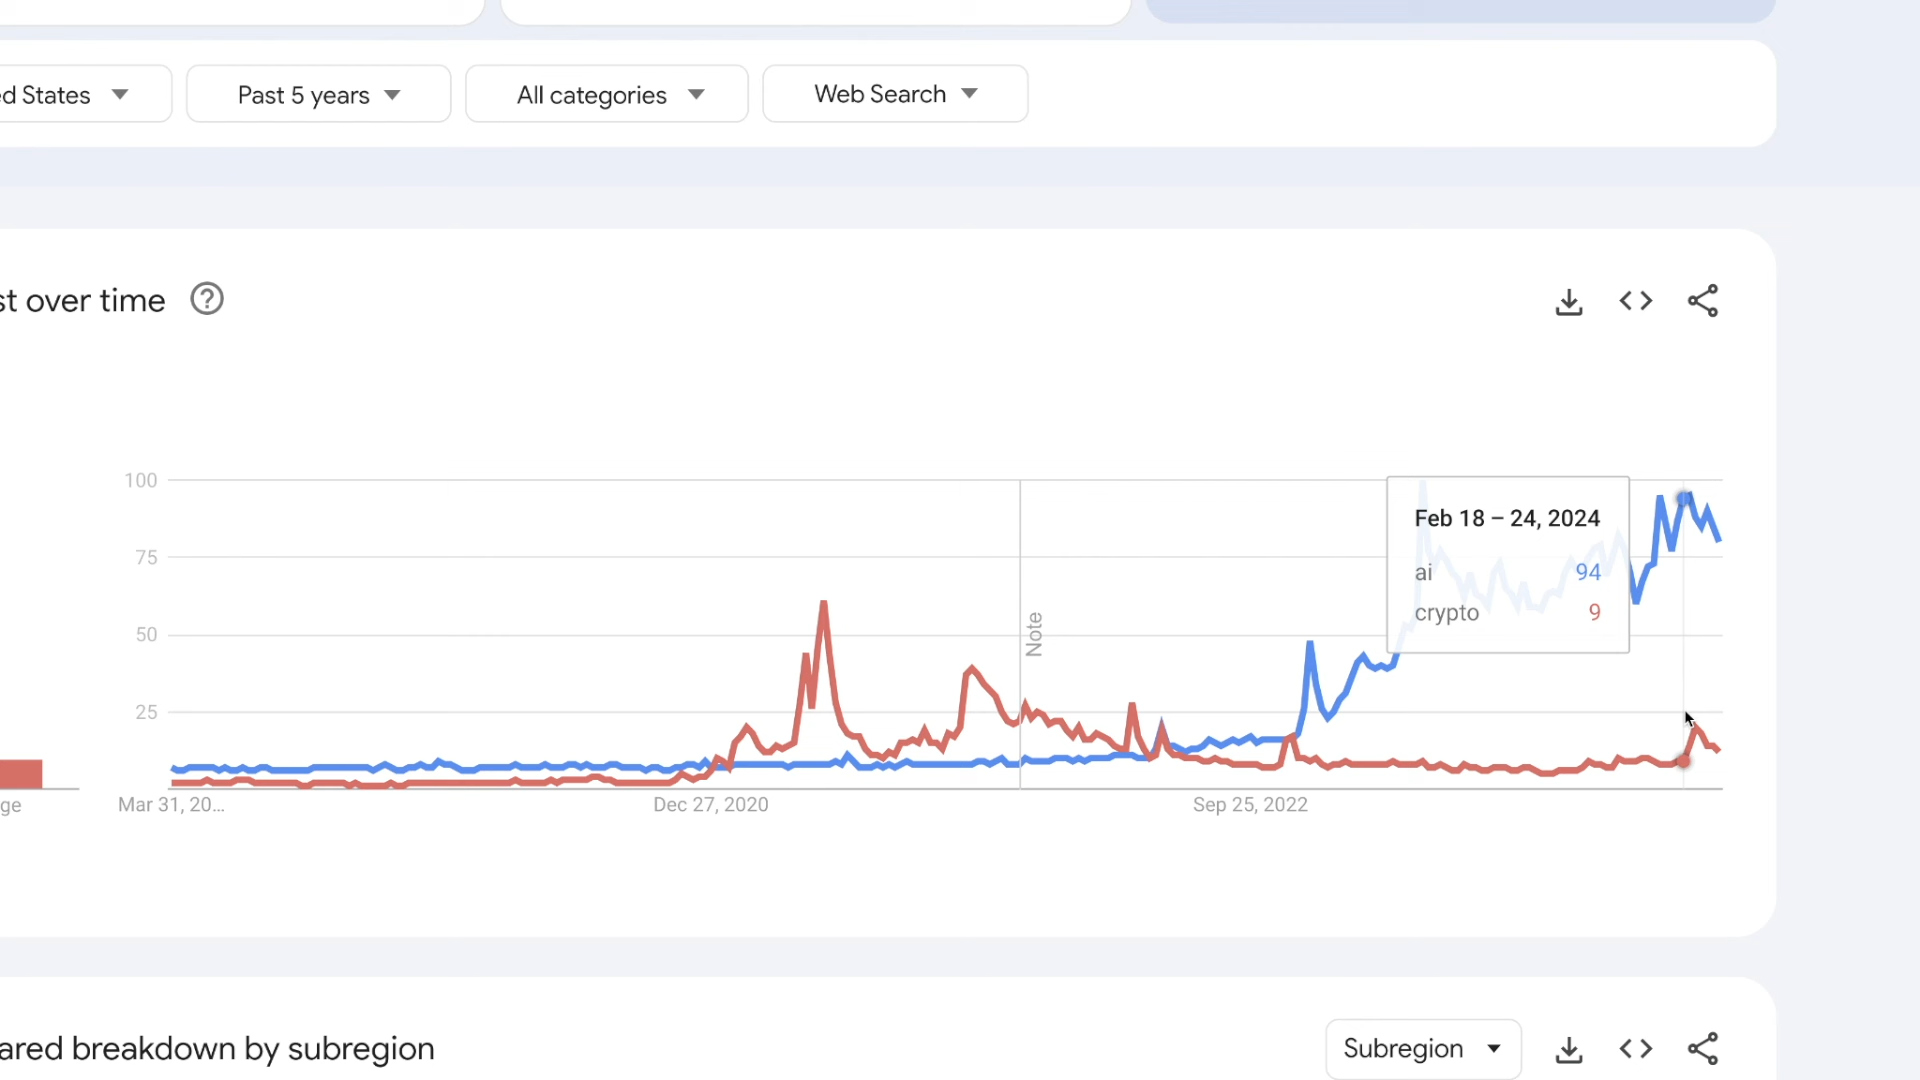 ed States
Past 5 years
All categories
Web Search
st over time
100
75
50
25
Note
Feb 18 – 24, 2024
ai 94
crypto 9
ge
Mar 31, 20...
Dec 27, 2020
Sep 25, 2022
ared breakdown by subregion
Subregion